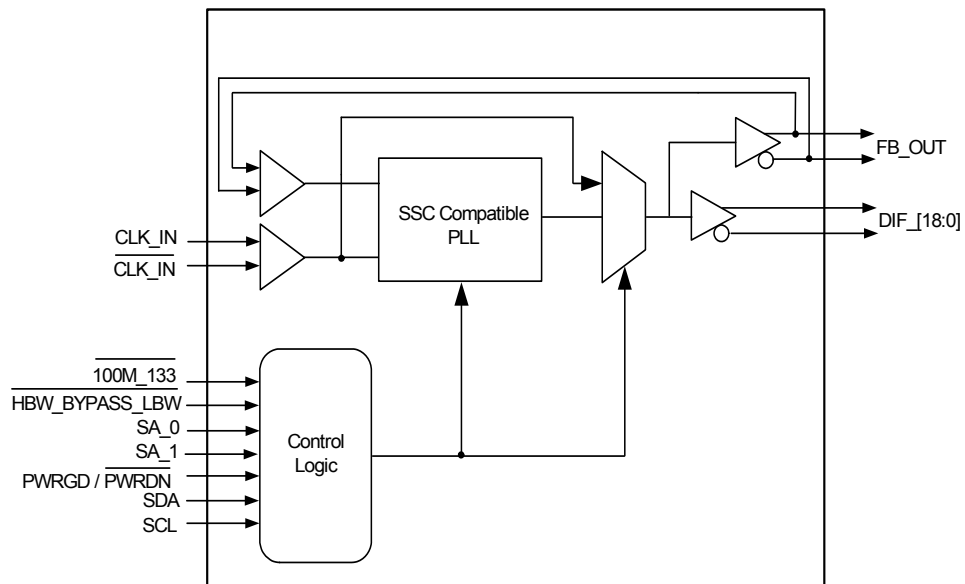 FB_OUT
SSC Compatible
PLL
DIF_[18:0]
CLK_IN
CLK_IN
100M_133
HBW_BYPASS_LBW
SA_0
SA_1
PWRGD / PWRDN
SDA
SCL
Control
Logic